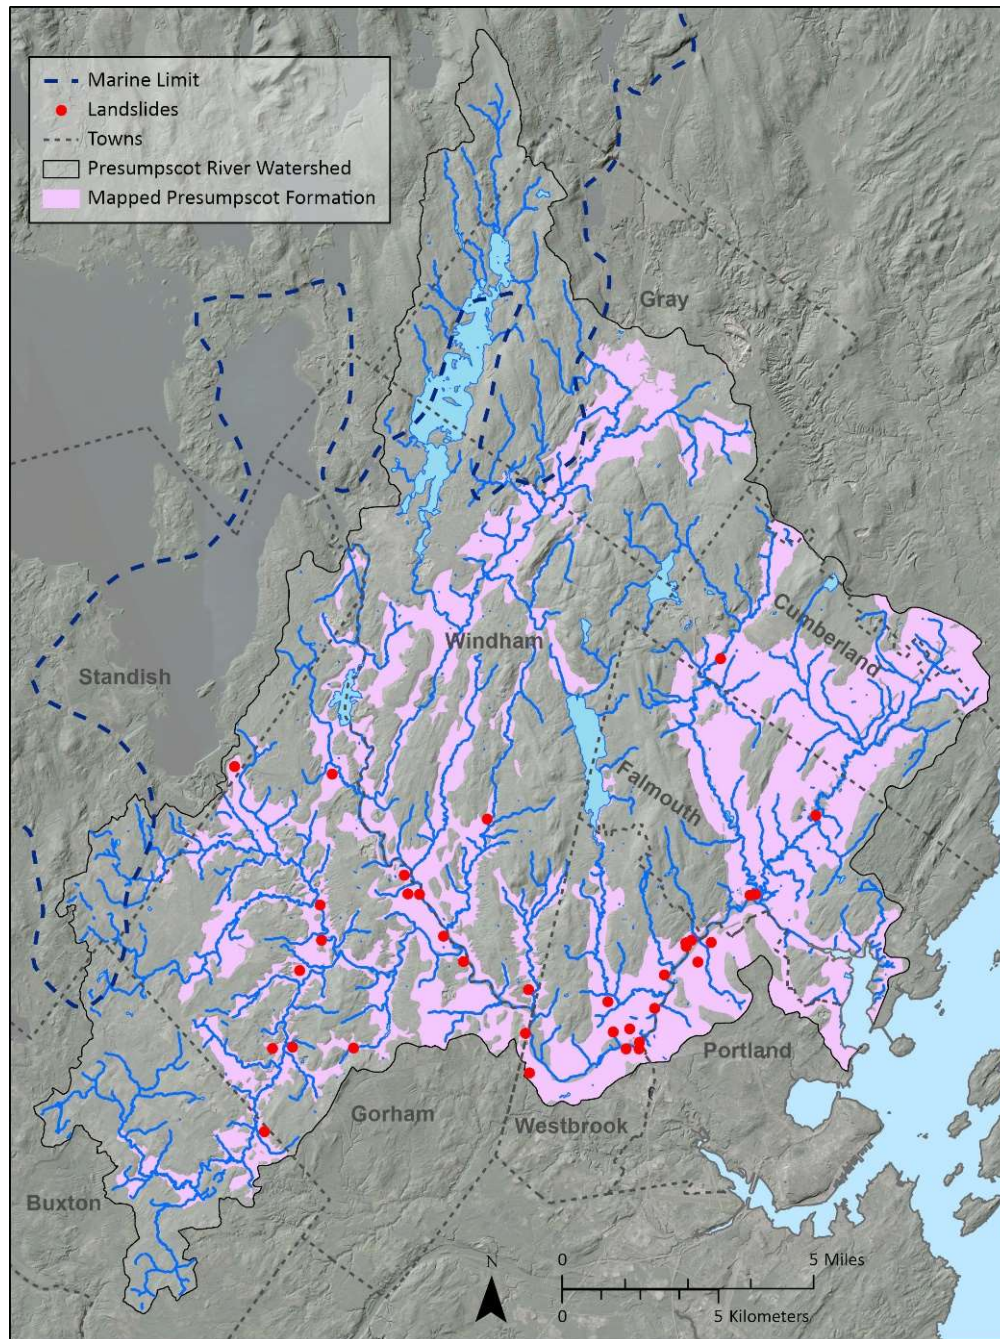 Marine Limit
Landslides
Towns
Presumpscot River Watershed
Mapped Presumpscot Formation
Gray
Cumberland
Windham
Standish
Falmouth
Portland
Gorham
Westbrook
Buxton
N
0 5 Miles
0 5 Kilometers